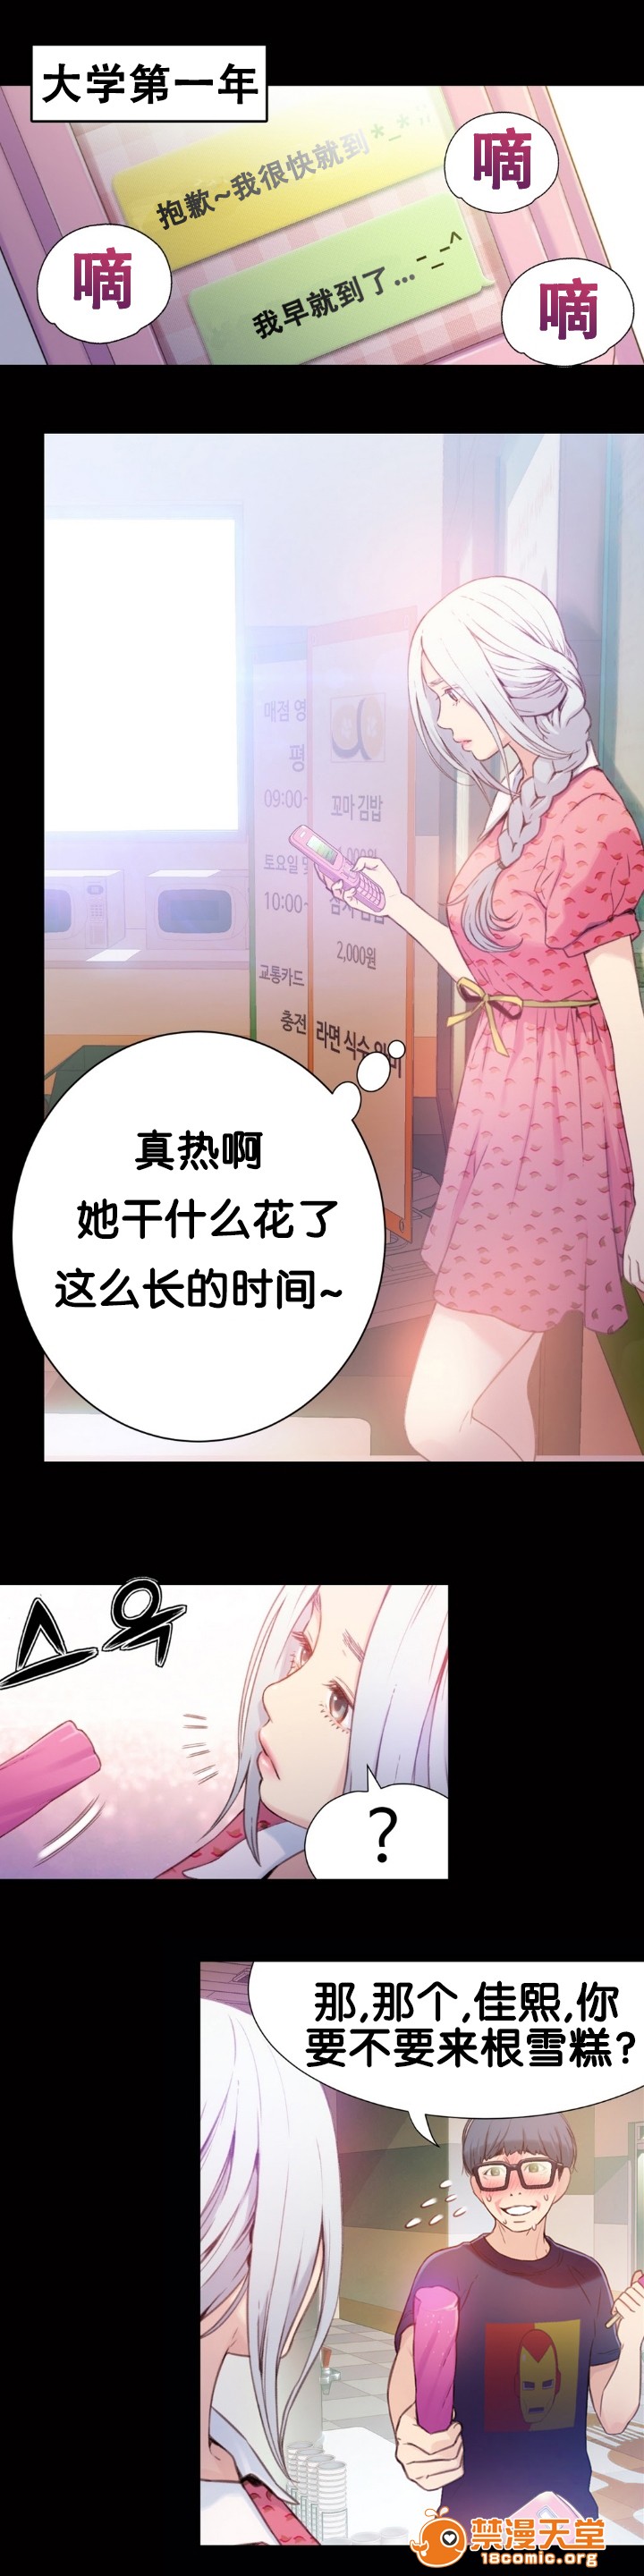 大学第一年
抱歉~我很快就到*_*;;
嘀
嘀
我早就到了...-_-^
嘀
매점 영
평
09:00~
토요일 및
10:00~
교통카드
충전
꼬마 김밥
2,000원
라면 식수
真热啊
她干什么花了
这么长的时间~
스윽
?
那,那个,佳熙,你
要不要来根雪糕?
禁漫天堂
18comic.org